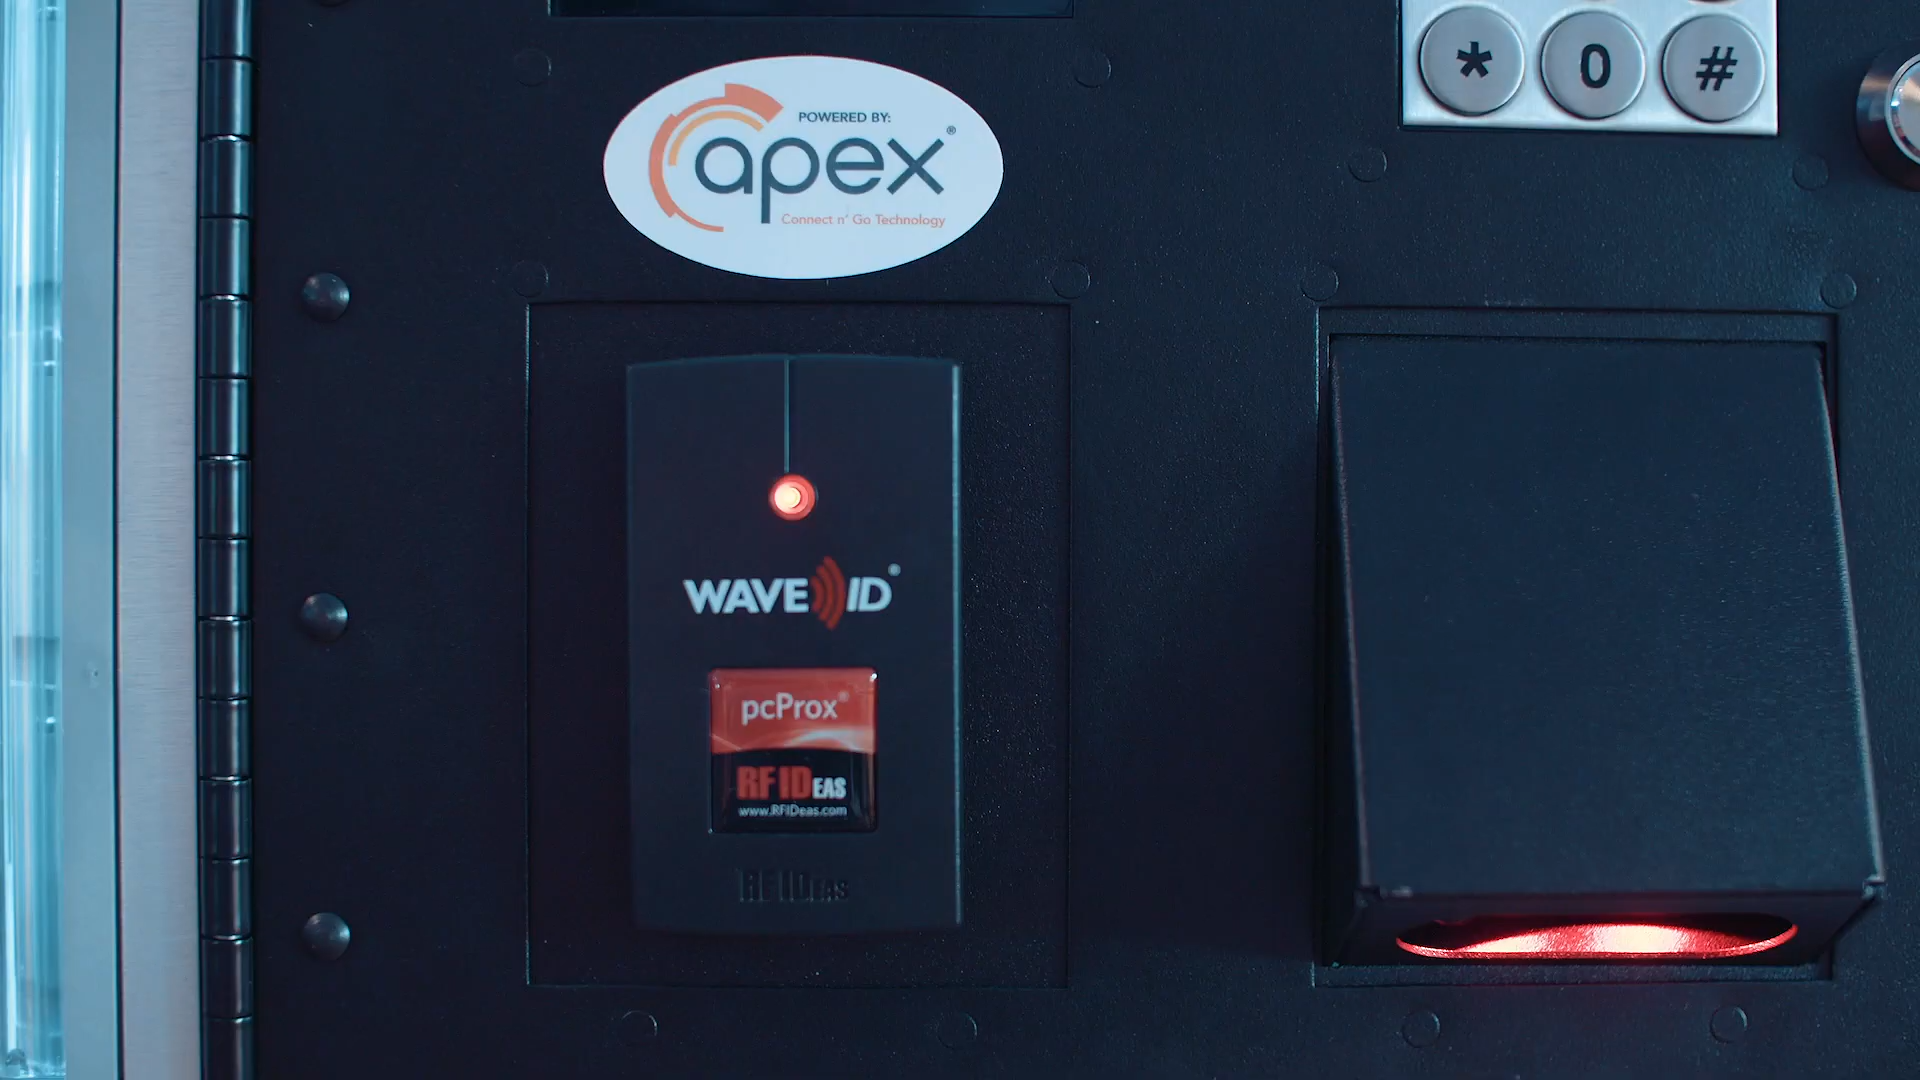 * 0 #
POWERED BY:
apex®
Connect n' Go Technology
WAVE ID®
pcProx®
RF IDEAS
www.RFIDeas.com
RF IDEAS